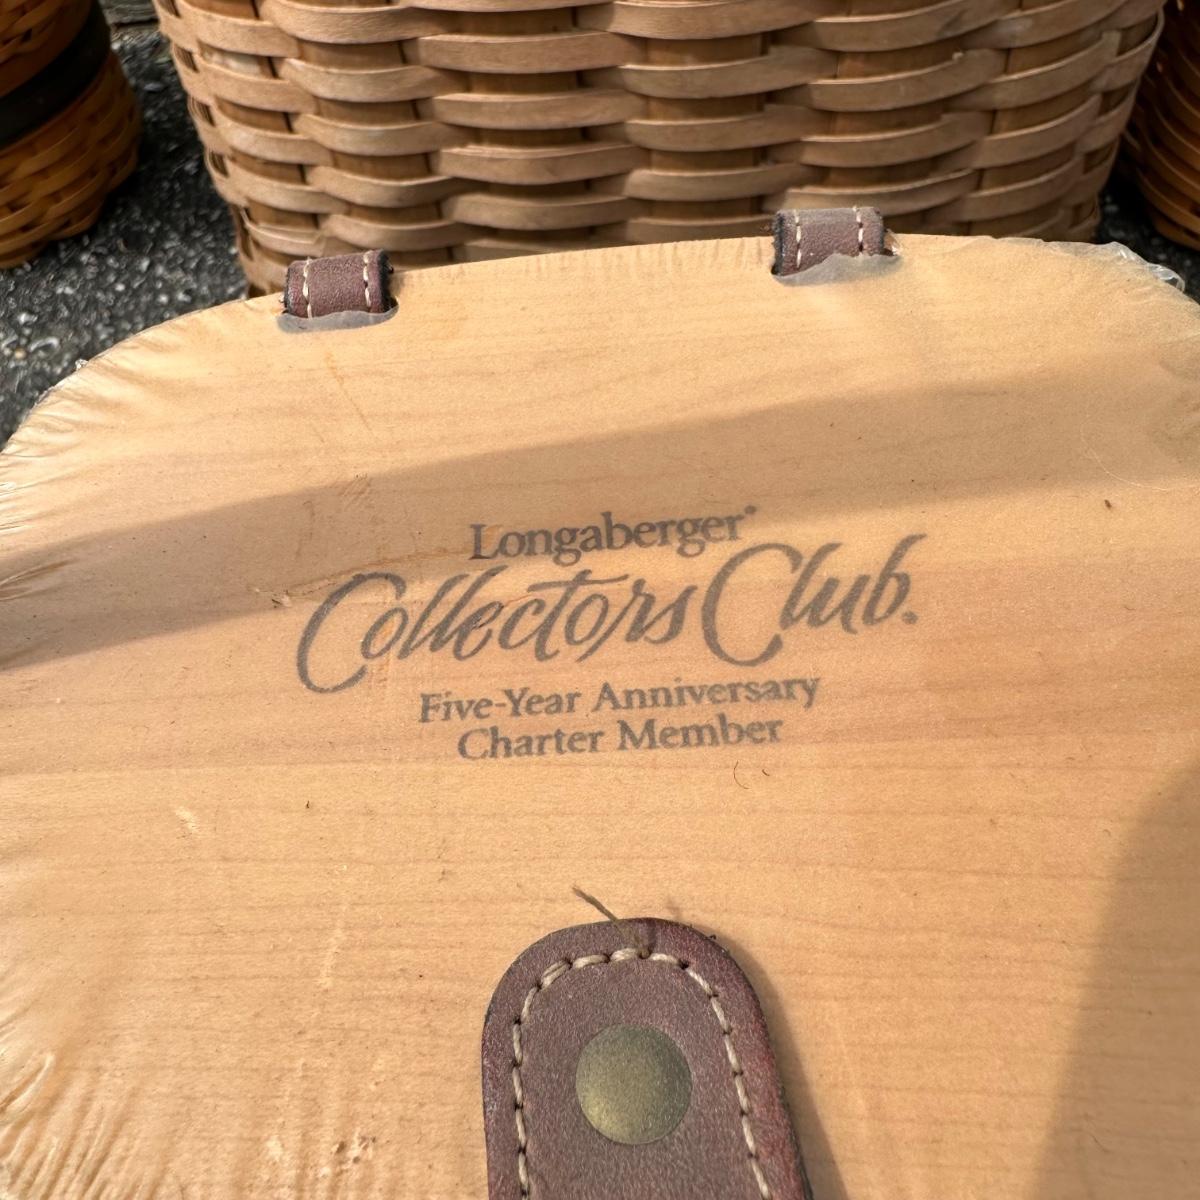 Longaberger®
Collectors Club.
Five-Year Anniversary
Charter Member